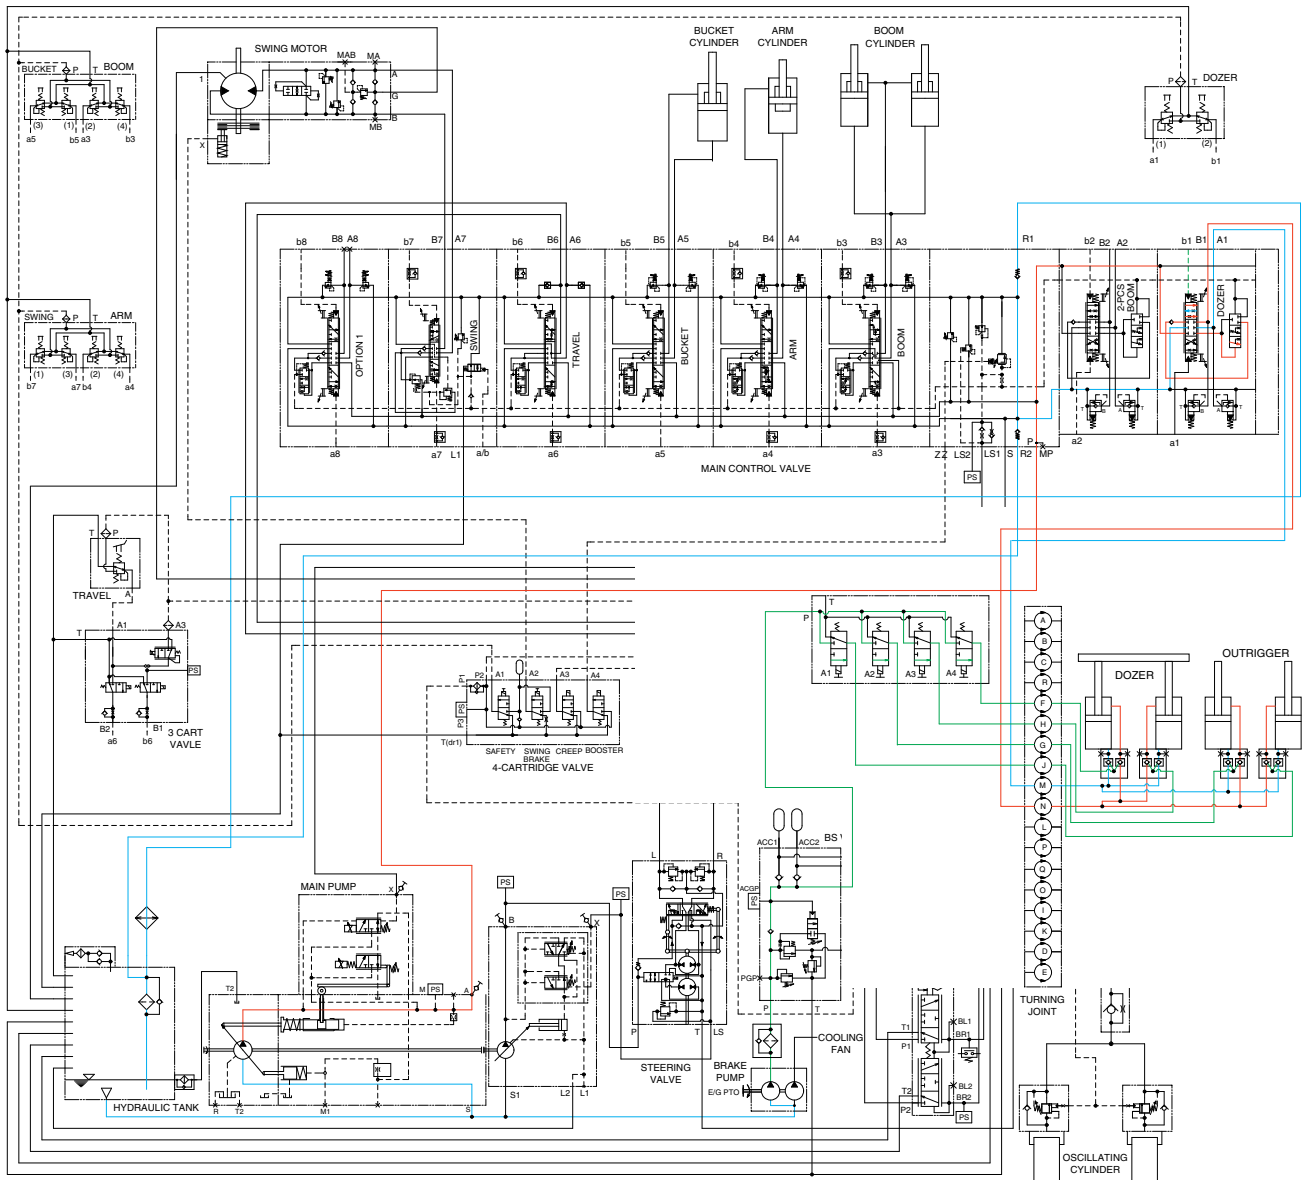 BUCKET
CYLINDER
ARM
CYLINDER
BOOM
CYLINDER
SWING MOTOR
MAB
MA
A
G
B
MB
1
X
BUCKET
P
T
BOOM
(3)
(1)
(2)
(4)
a5
b5
a3
b3
P
T
DOZER
(1)
(2)
a1
b1
b8
B8
A8
b7
B7
A7
b6
B6
A6
b5
B5
A5
b4
B4
A4
b3
B3
A3
R1
b2
B2
A2
b1
B1
A1
SWING
P
T
ARM
(1)
(3)
(2)
(4)
b7
a7
b4
a4
OPTION 1
L1
SWING
TRAVEL
BUCKET
ARM
BOOM
2-PCS
BOOM
DOZER
T
B
A
T
T
B
A
T
a8
a7
L1
a/b
a6
a5
a4
a3
ZZ
LS2
LS1
S
R2
P
MP
a2
a1
MAIN CONTROL VALVE
PS
T
P
TRAVEL
A
A1
A3
T
PS
B2
B1
a6
b6
3 CART
VAVLE
P1
P2
A1
A2
A3
A4
PS
P3
T(dr1)
SAFETY
SWING
BRAKE
CREEP
BOOSTER
4-CARTRIDGE VALVE
T
P
A1
A2
A3
A4
A
B
C
R
F
H
G
J
M
N
L
P
Q
O
I
K
D
E
TURNING
JOINT
DOZER
OUTRIGGER
MAIN PUMP
X
T2
M
PS
A
R
T2
M1
S
HYDRAULIC TANK
PS
B
X
S1
L2
L1
PS
L
R
P
T
LS
STEERING
VALVE
ACC1
ACC2
BS
ACGP
PS
PGP
P
T
BRAKE
PUMP
E/G PTO
COOLING
FAN
T1
P1
BL1
BR1
T2
P2
BL2
BR2
PS
OSCILLATING
CYLINDER